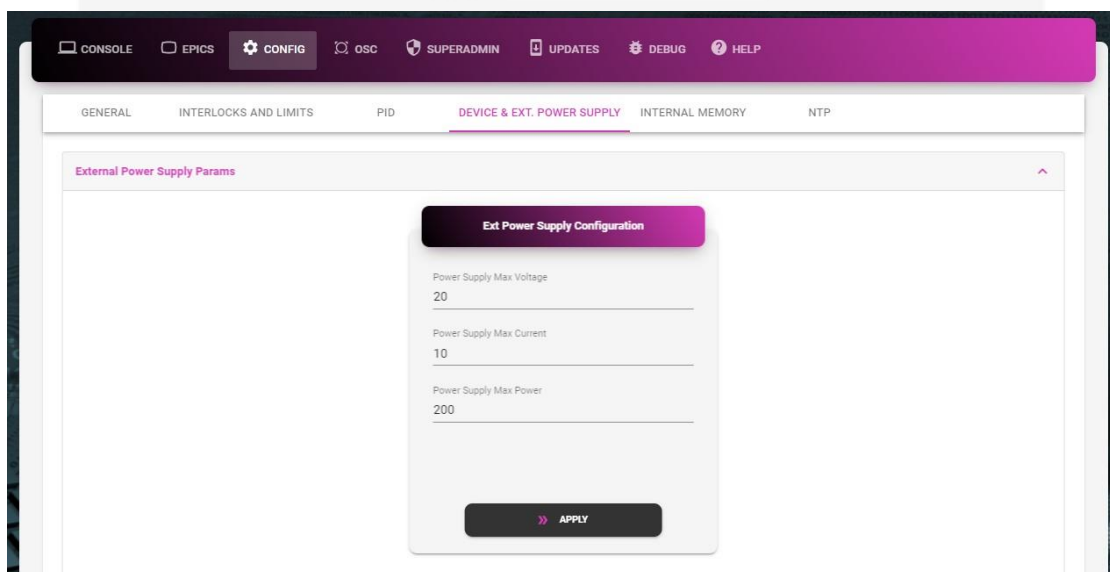 CONSOLE EPICS CONFIG OSC SUPERADMIN UPDATES DEBUG HELP
GENERAL INTERLOCKS AND LIMITS PID DEVICE & EXT. POWER SUPPLY INTERNAL MEMORY NTP
External Power Supply Params
Ext Power Supply Configuration
Power Supply Max Voltage
20
Power Supply Max Current
10
Power Supply Max Power
200
APPLY